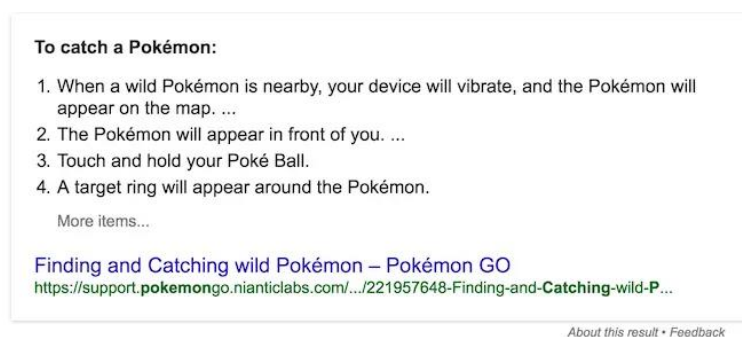 To catch a Pokémon:
1. When a wild Pokémon is nearby, your device will vibrate, and the Pokémon will
appear on the map. ...
2. The Pokémon will appear in front of you. ...
3. Touch and hold your Poké Ball.
4. A target ring will appear around the Pokémon.
More items...
Finding and Catching wild Pokémon – Pokémon GO
https://support.pokemongo.nianticlabs.com/.../221957648-Finding-and-Catching-wild-P...
About this result • Feedback